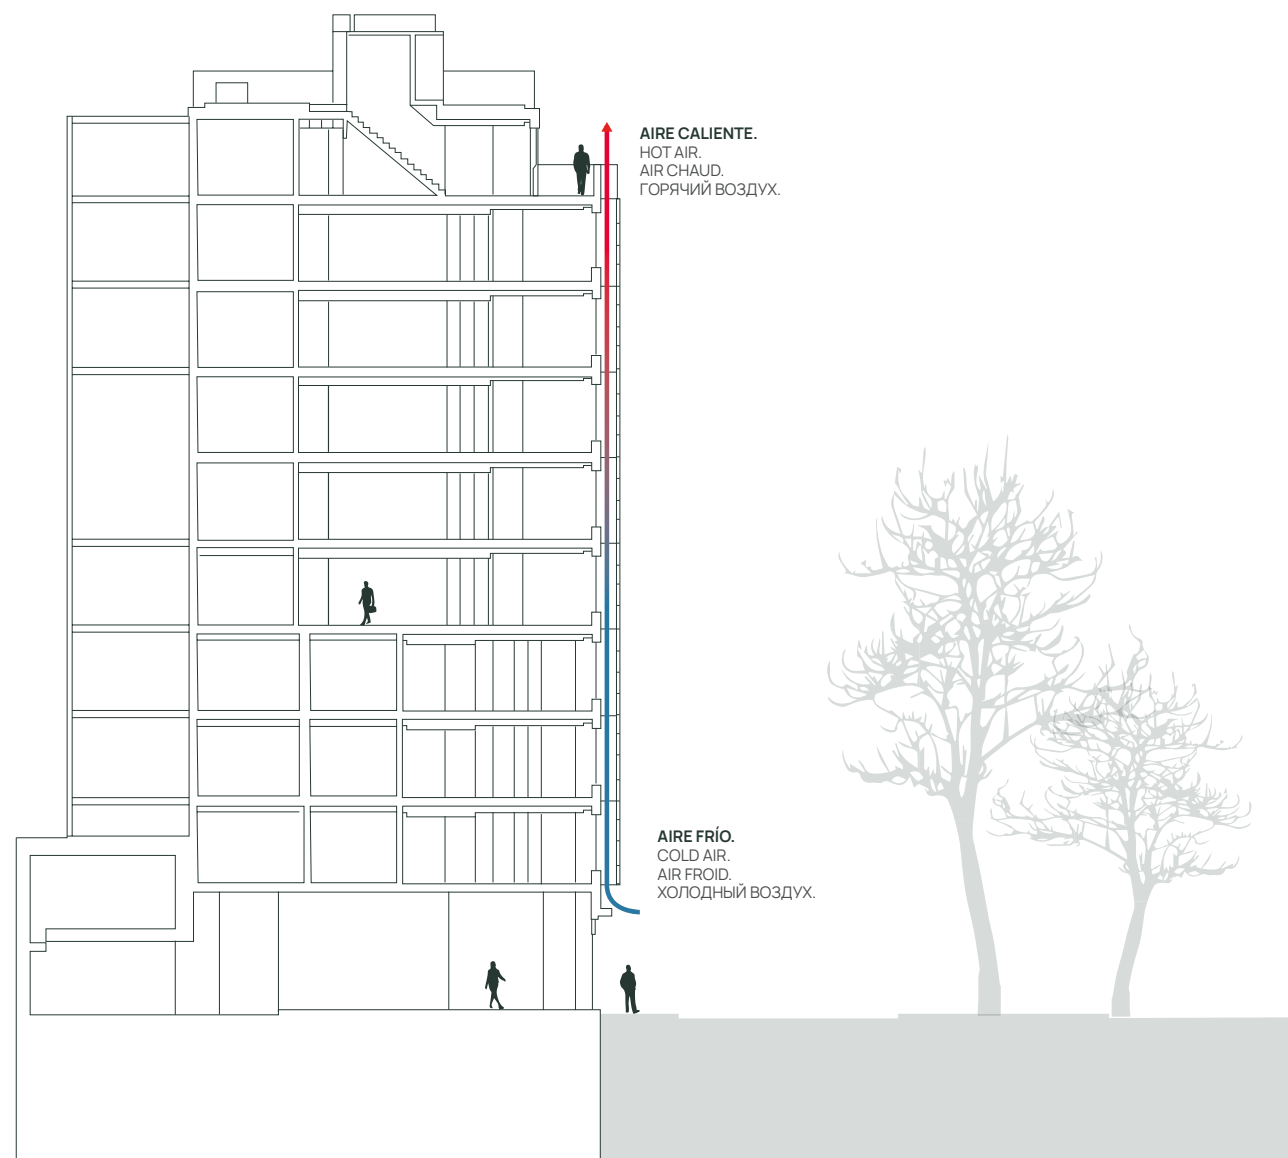 AIRE CALIENTE.
HOT AIR.
AIR CHAUD.
ГОРЯЧИЙ ВОЗДУХ.
AIRE FRÍO.
COLD AIR.
AIR FROID.
ХОЛОДНЫЙ ВОЗДУХ.